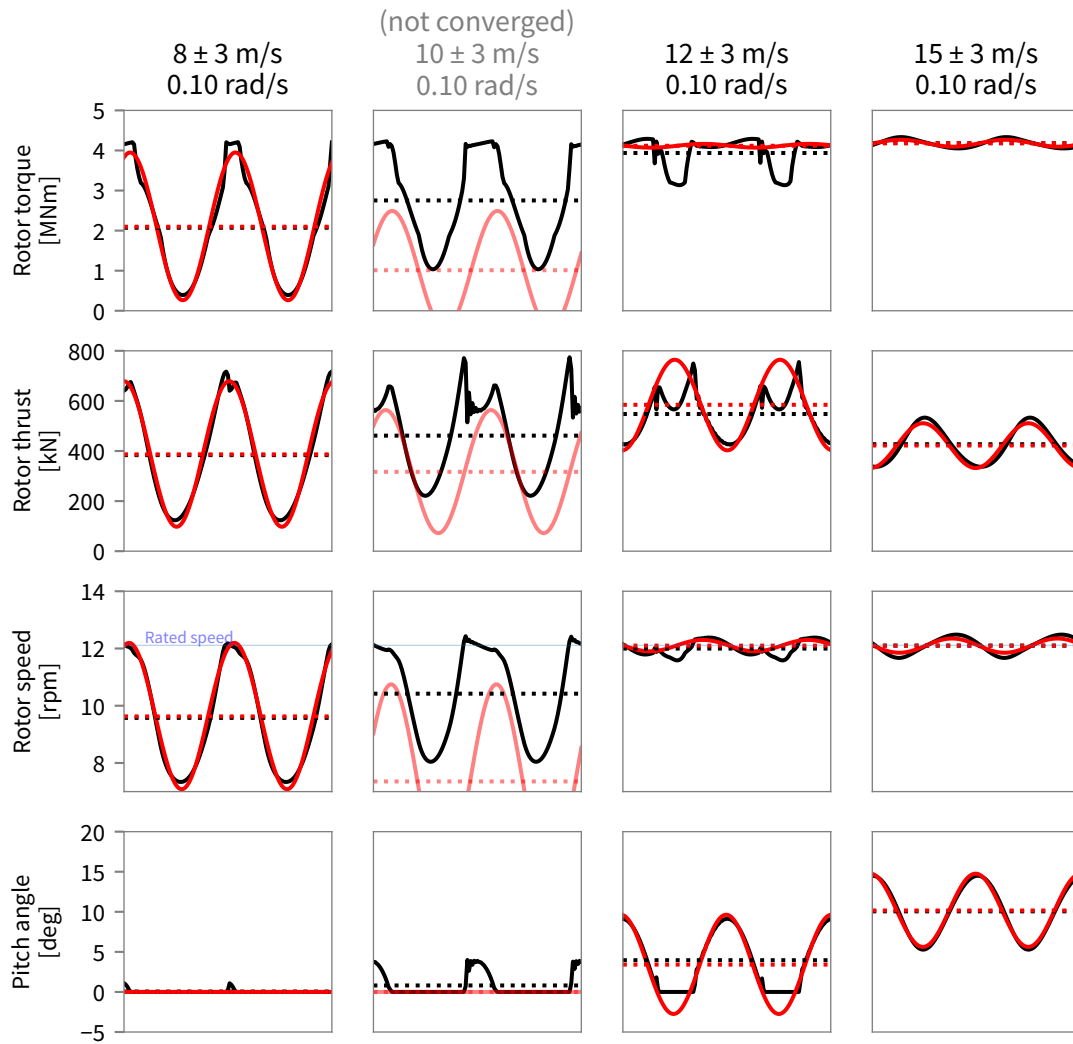 (not converged)
8 ± 3 m/s
10 ± 3 m/s
12 ± 3 m/s
15 ± 3 m/s
0.10 rad/s
0.10 rad/s
0.10 rad/s
0.10 rad/s
Rotor torque
[MNm]
5
4
3
2
1
0
Rotor thrust
[kN]
800
600
400
200
0
Rotor speed
[rpm]
14
12
10
8
Rated speed
Pitch angle
[deg]
20
15
10
5
0
−5